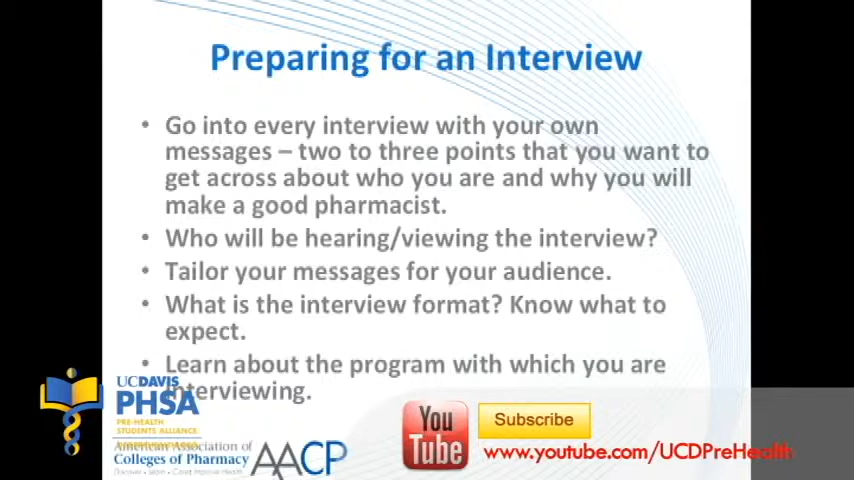 Preparing for an Interview
• Go into every interview with your own
messages – two to three points that you want to
get across about who you are and why you will
make a good pharmacist.
• Who will be hearing/viewing the interview?
• Tailor your messages for your audience.
• What is the interview format? Know what to
expect.
• Learn about the program with which you are
interviewing.
UCDAVIS
PHSA
PRE-HEALTH
STUDENTS ALLIANCE
American Association of
Colleges of Pharmacy
AACP
You
Tube
Subscribe
www.youtube.com/UCDPreHealth